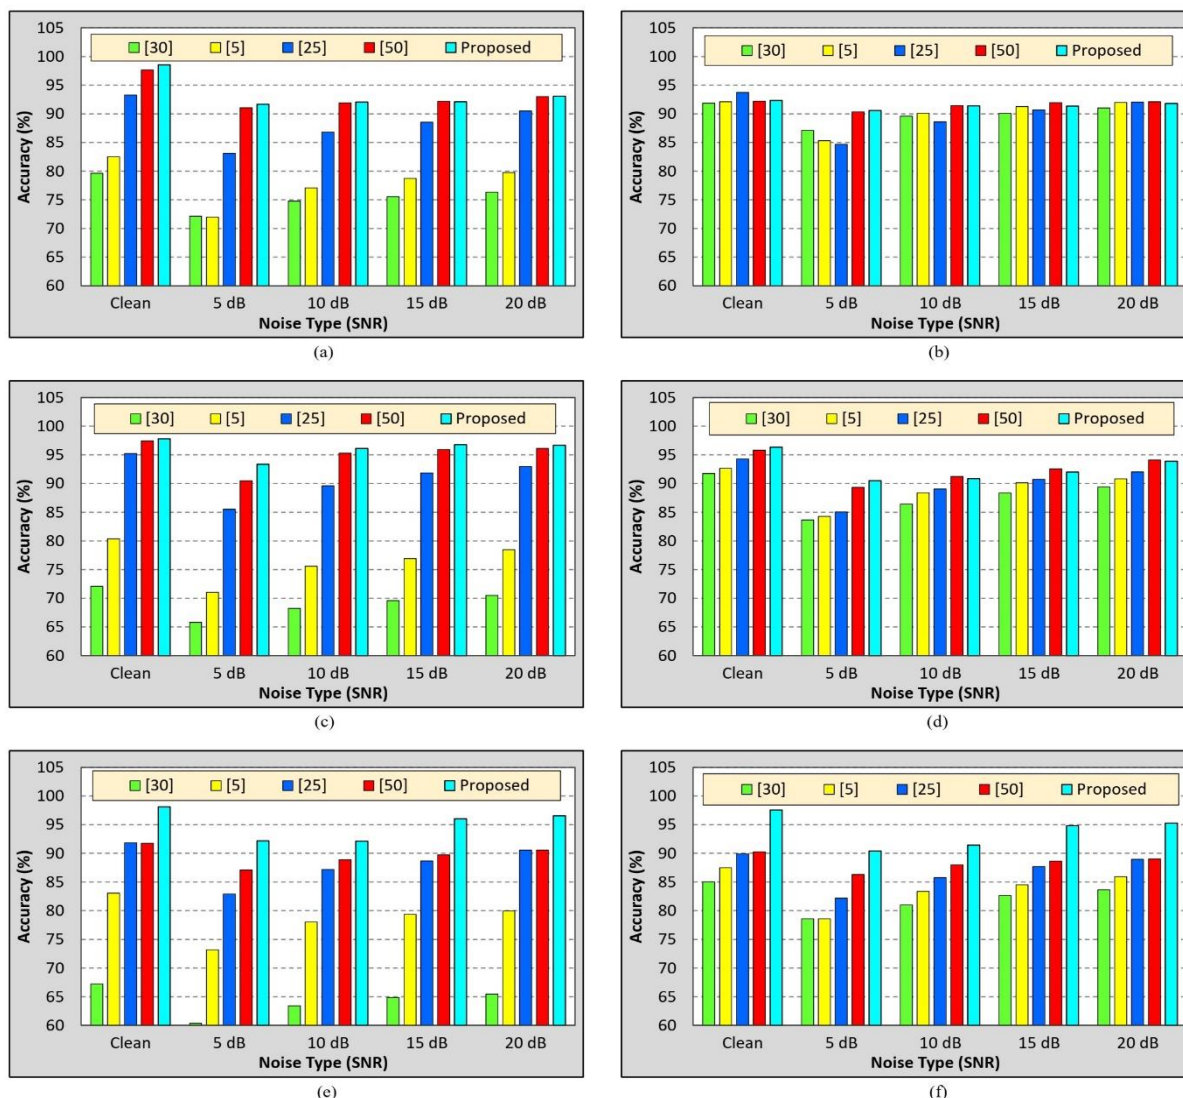 105
100
95
90
85
80
75
70
65
60
Accuracy (%)
[30] [5] [25] [50] Proposed
Clean 5 dB 10 dB 15 dB 20 dB
Noise Type (SNR)
(a)
105
100
95
90
85
80
75
70
65
60
Accuracy (%)
[30] [5] [25] [50] Proposed
Clean 5 dB 10 dB 15 dB 20 dB
Noise Type (SNR)
(b)
105
100
95
90
85
80
75
70
65
60
Accuracy (%)
[30] [5] [25] [50] Proposed
Clean 5 dB 10 dB 15 dB 20 dB
Noise Type (SNR)
(c)
105
100
95
90
85
80
75
70
65
60
Accuracy (%)
[30] [5] [25] [50] Proposed
Clean 5 dB 10 dB 15 dB 20 dB
Noise Type (SNR)
(d)
105
100
95
90
85
80
75
70
65
60
Accuracy (%)
[30] [5] [25] [50] Proposed
Clean 5 dB 10 dB 15 dB 20 dB
Noise Type (SNR)
(e)
105
100
95
90
85
80
75
70
65
60
Accuracy (%)
[30] [5] [25] [50] Proposed
Clean 5 dB 10 dB 15 dB 20 dB
Noise Type (SNR)
(f)